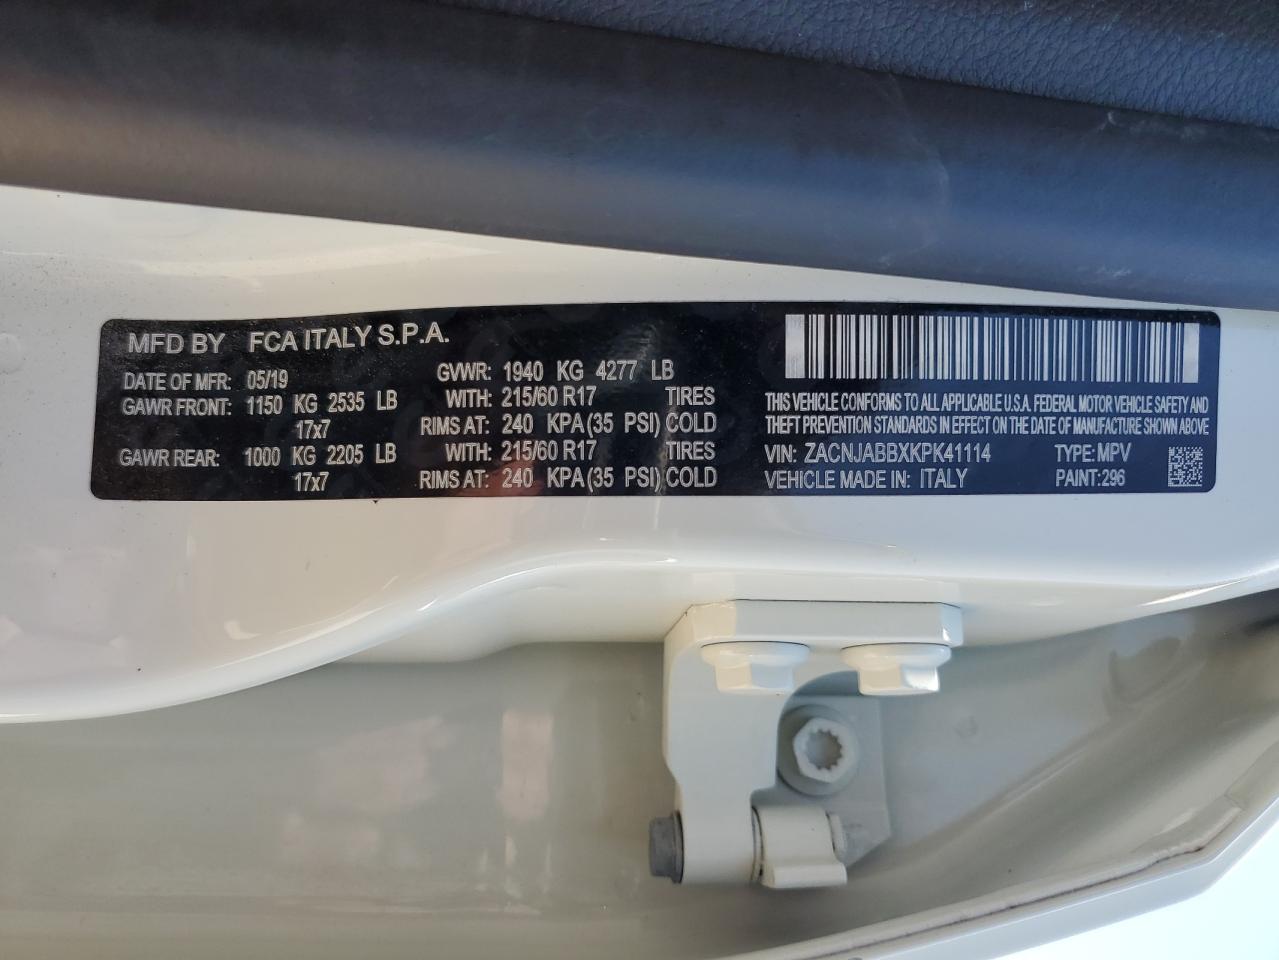 MFD BY FCA ITALY S.P.A.
DATE OF MFR: 05/19 GVWR: 1940 KG 4277 LB
GAWR FRONT: 1150 KG 2535 LB WITH: 215/60 R17 TIRES
17x7 RIMS AT: 240 KPA (35 PSI) COLD
GAWR REAR: 1000 KG 2205 LB WITH: 215/60 R17 TIRES
17x7 RIMS AT: 240 KPA (35 PSI) COLD
THIS VEHICLE CONFORMS TO ALL APPLICABLE U.S.A. FEDERAL MOTOR VEHICLE SAFETY AND
THEFT PREVENTION STANDARDS IN EFFECT ON THE DATE OF MANUFACTURE SHOWN ABOVE
VIN: ZACNJABBXKPK41114 TYPE: MPV
VEHICLE MADE IN: ITALY PAINT:296